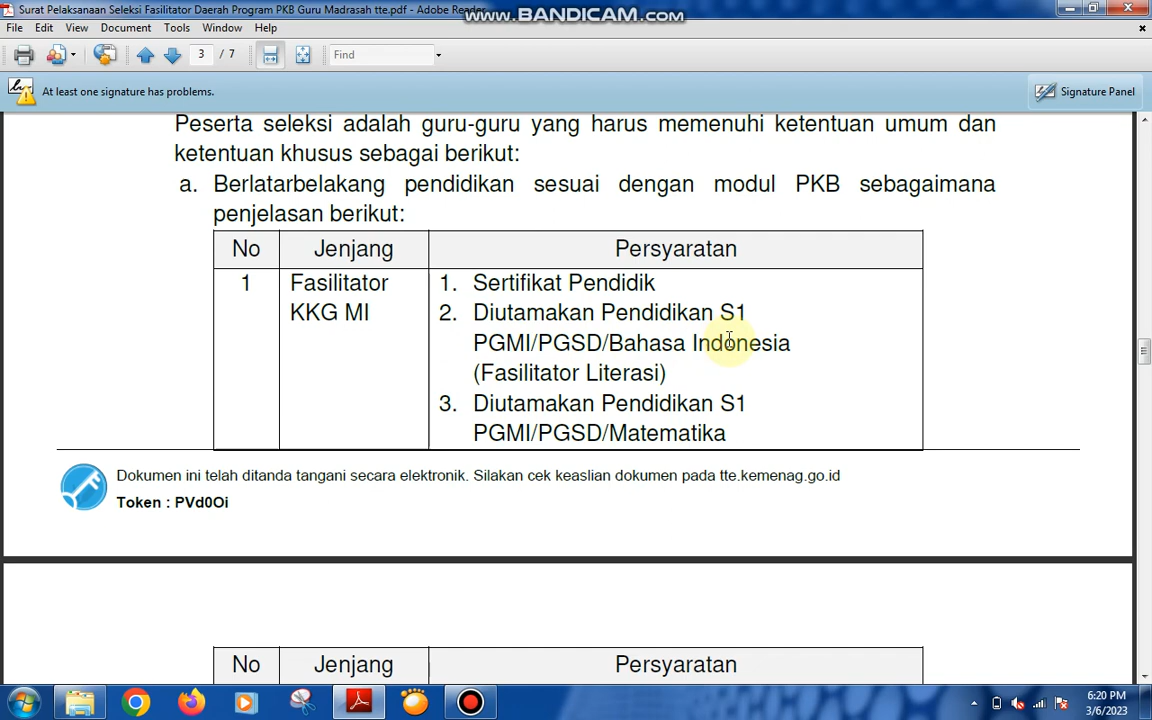 Surat Pelaksanaan Seleksi Fasilitator Daerah Program PKB Guru Madrasah tte.pdf - Adobe Reader
www.BANDICAM.com
File Edit View Document Tools Window Help
3 / 7 Find
At least one signature has problems.
Signature Panel
Peserta seleksi adalah guru-guru yang harus memenuhi ketentuan umum dan
ketentuan khusus sebagai berikut:
a. Berlatarbelakang pendidikan sesuai dengan modul PKB sebagaimana
penjelasan berikut:
No Jenjang Persyaratan
1 Fasilitator 1. Sertifikat Pendidik
KKG MI 2. Diutamakan Pendidikan S1
PGMI/PGSD/Bahasa Indonesia
(Fasilitator Literasi)
3. Diutamakan Pendidikan S1
PGMI/PGSD/Matematika
Dokumen ini telah ditanda tangani secara elektronik. Silakan cek keaslian dokumen pada tte.kemenag.go.id
Token : PVd0Oi
No Jenjang Persyaratan
6:20 PM
3/6/2023